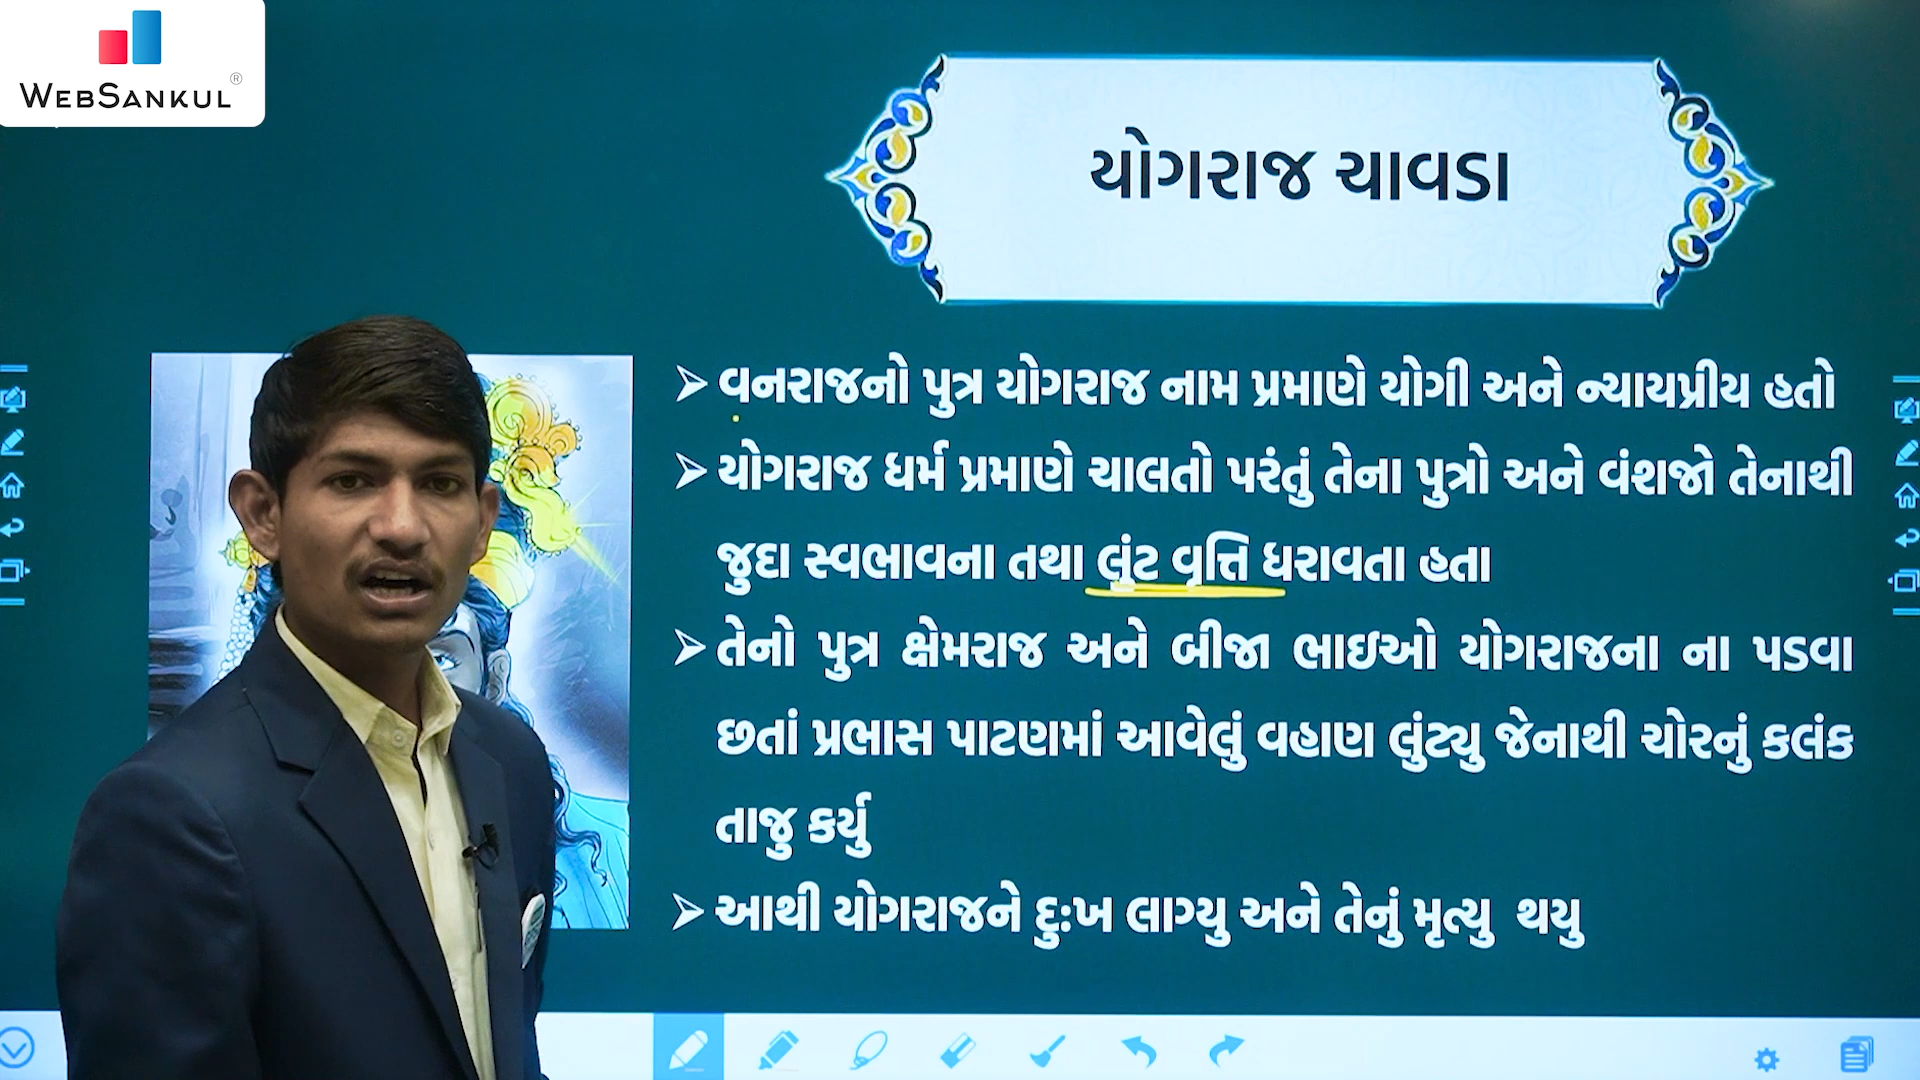 WEBSANKUL®
યોગરાજ ચાવડા
➢ વનરાજનો પુત્ર યોગરાજ નામ પ્રમાણે યોગી અને ન્યાયપ્રીય હતો
➢ યોગરાજ ધર્મ પ્રમાણે ચાલતો પરંતું તેના પુત્રો અને વંશજો તેનાથી
જુદા સ્વભાવના તથા લુંટ વૃત્તિ ધરાવતા હતા
➢ તેનો પુત્ર ક્ષેમરાજ અને બીજા ભાઇઓ યોગરાજના ના પડવા
છતાં પ્રભાસ પાટણમાં આવેલું વહાણ લુંટ્યુ જેનાથી ચોરનું કલંક
તાજુ કર્યુ
➢ આથી યોગરાજને દુઃખ લાગ્યુ અને તેનું મૃત્યુ થયુ